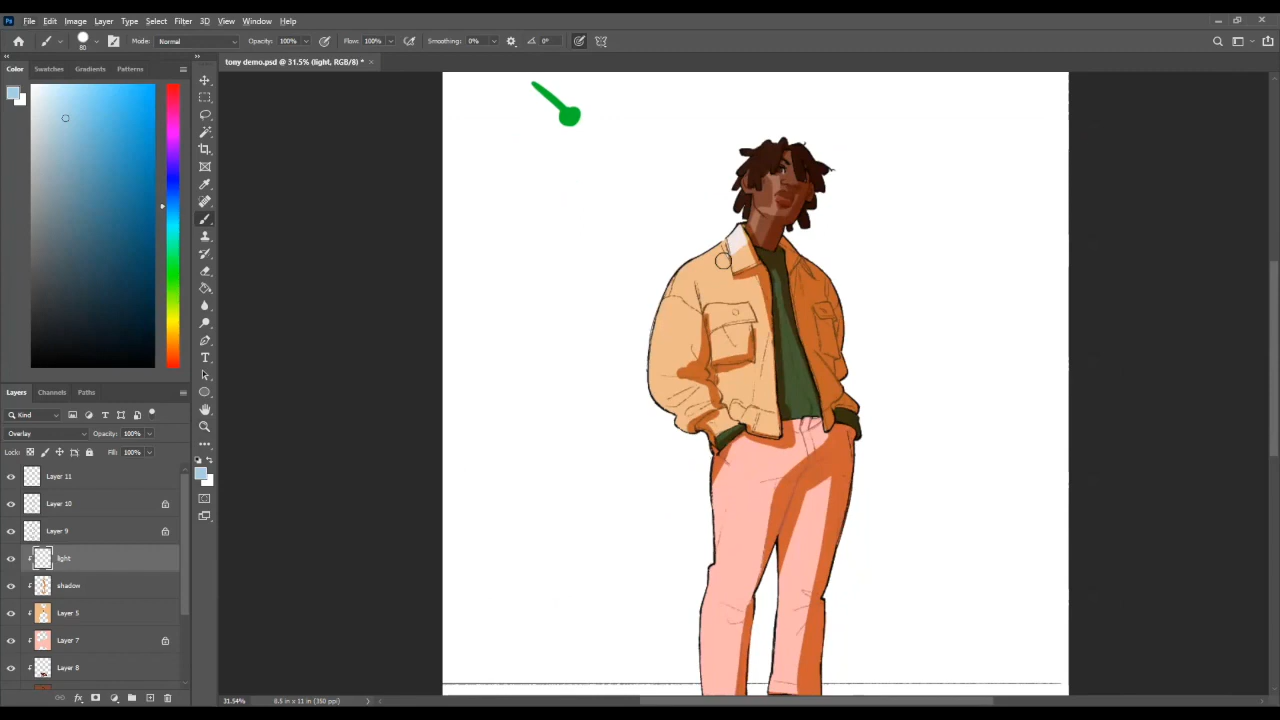 Ps File Edit Image Layer Type Select Filter 3D View Window Help
80 Mode: Normal Opacity: 100% Flow: 100% Smoothing: 0% 0°
Color Swatches Gradients Patterns
tony demo.psd @ 31.5% (light, RGB/8) * ×
Layers Channels Paths
Kind
Overlay Opacity: 100%
Lock: Fill: 100%
Layer 11
Layer 10
Layer 9
light
shadow
Layer 5
Layer 7
Layer 8
31.54% 8.5 in x 11 in (350 ppi)